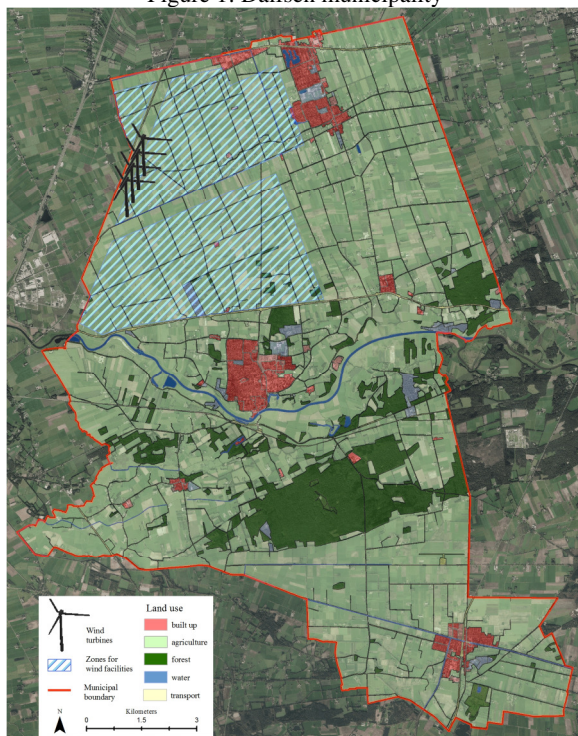 Figure 1: Dalfsen municipality
Wind
turbines
Zones for
wind facilities
Municipal
boundary
Land use
built up
agriculture
forest
water
transport
N
Kilometers
0 1.5 3